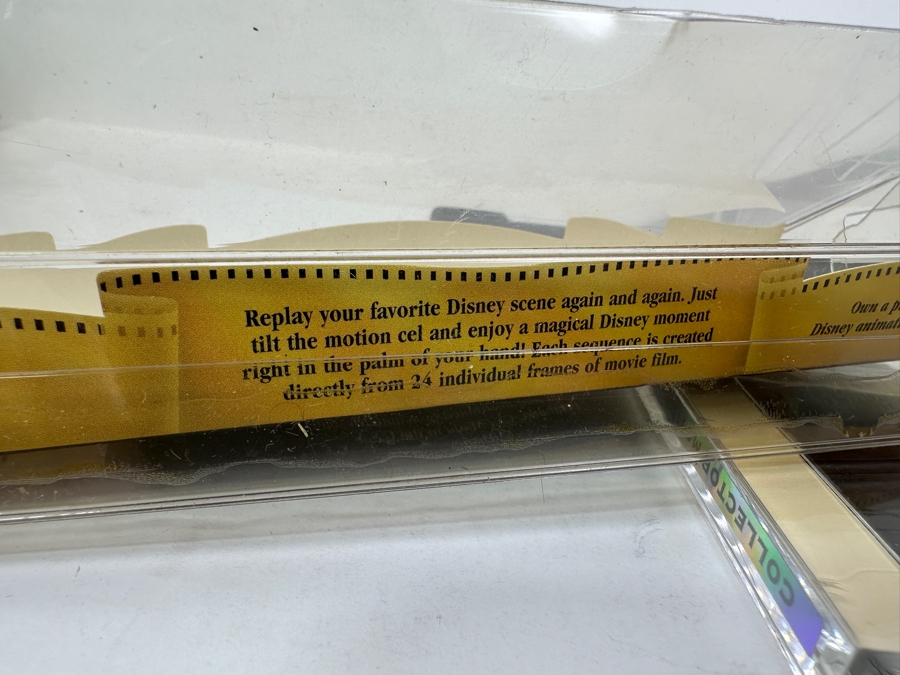 Replay your favorite Disney scene again and again. Just
tilt the motion cel and enjoy a magical Disney moment
right in the palm of your hand! Each sequence is created
directly from 24 individual frames of movie film.
Own a
Disney
COLLECTOR